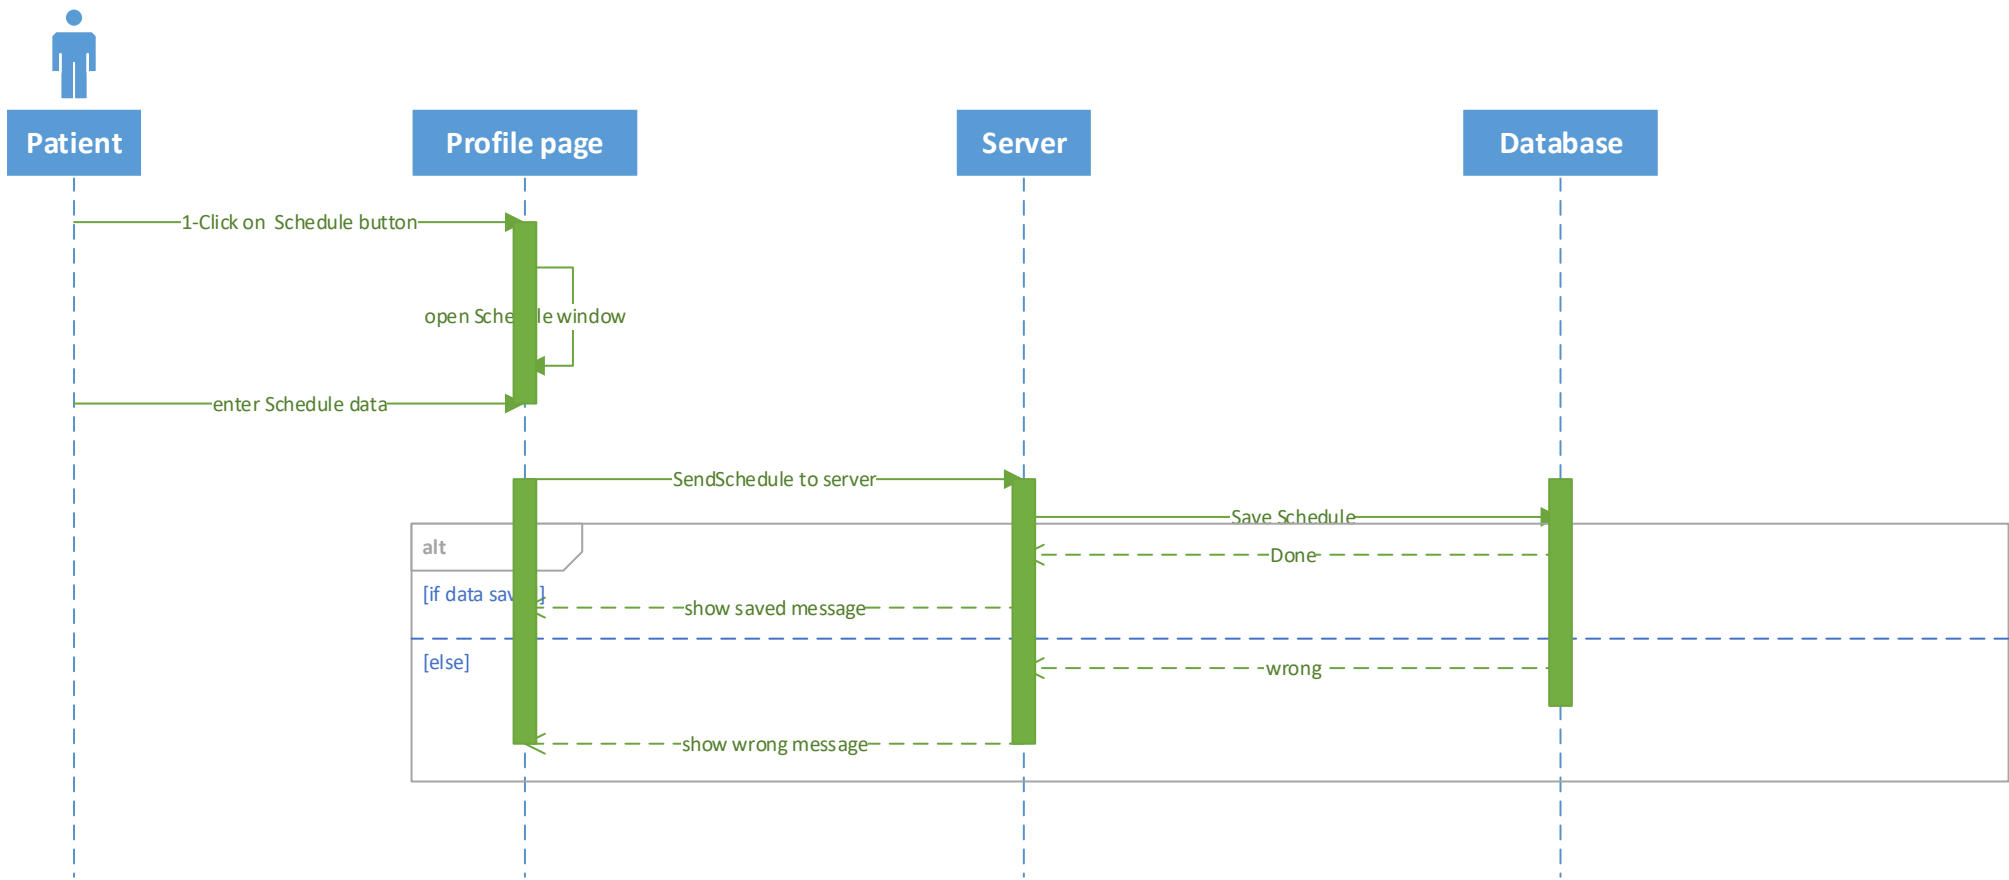 Patient
Profile page
Server
Database
1-Click on Schedule button
open Sche le window
enter Schedule data
SendSchedule to server
Save Schedule
alt
Done
[if data sav ]
show saved message
[else]
wrong
show wrong message